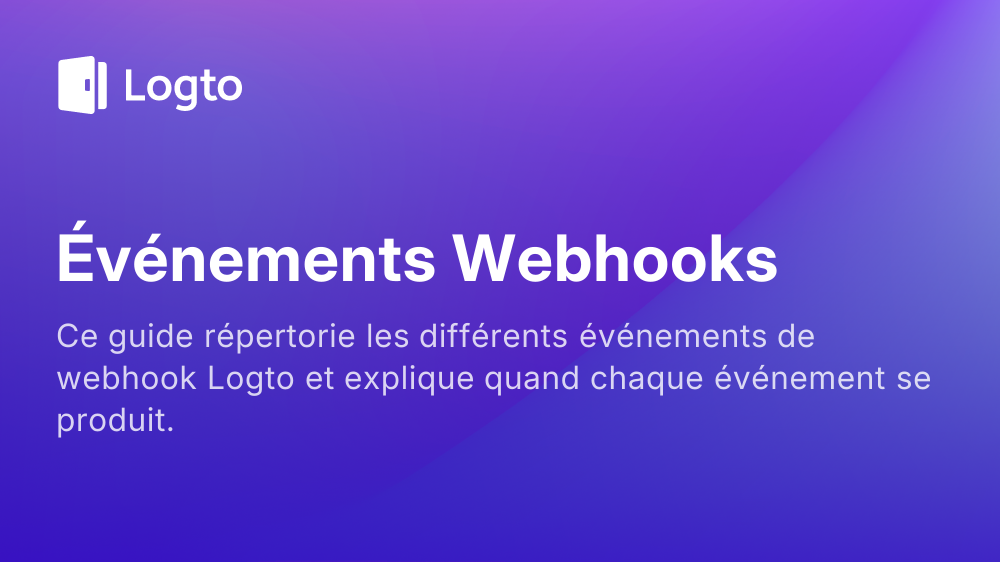 Logto
Événements Webhooks
Ce guide répertorie les différents événements de
webhook Logto et explique quand chaque événement se
produit.